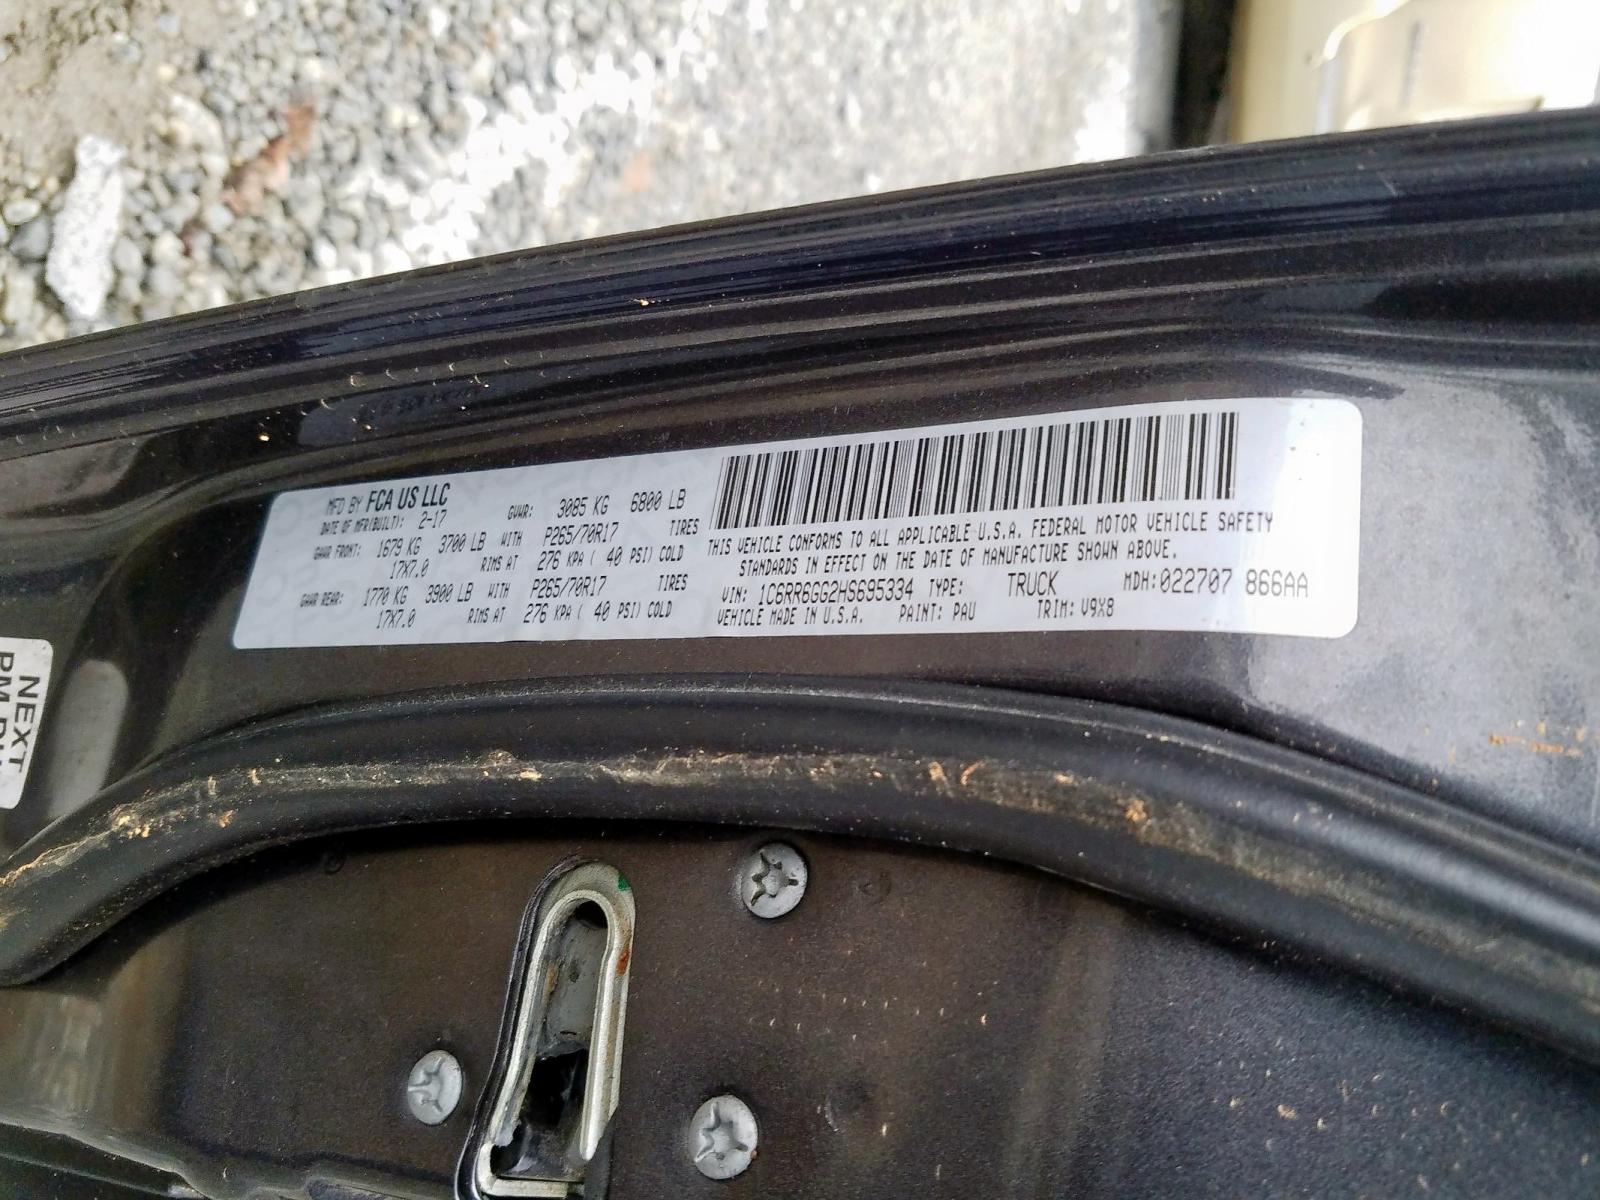 MFD BY FCA US LLC
DATE OF MFR(BUILT): 2-17 GVWR: 3085 KG 6800 LB
GAWR FRONT: 1679 KG 3700 LB WITH P265/70R17 TIRES
17X7.0 RIMS AT 276 KPA ( 40 PSI) COLD
GAWR REAR: 1770 KG 3900 LB WITH P265/70R17 TIRES
17X7.0 RIMS AT 276 KPA ( 40 PSI) COLD
THIS VEHICLE CONFORMS TO ALL APPLICABLE U.S.A. FEDERAL MOTOR VEHICLE SAFETY
STANDARDS IN EFFECT ON THE DATE OF MANUFACTURE SHOWN ABOVE.
VIN: 1C6RR6GG2HS695334 TYPE: TRUCK MDH:022707 866AA
VEHICLE MADE IN U.S.A. PAINT: PAU TRIM: V9X8
NEXT